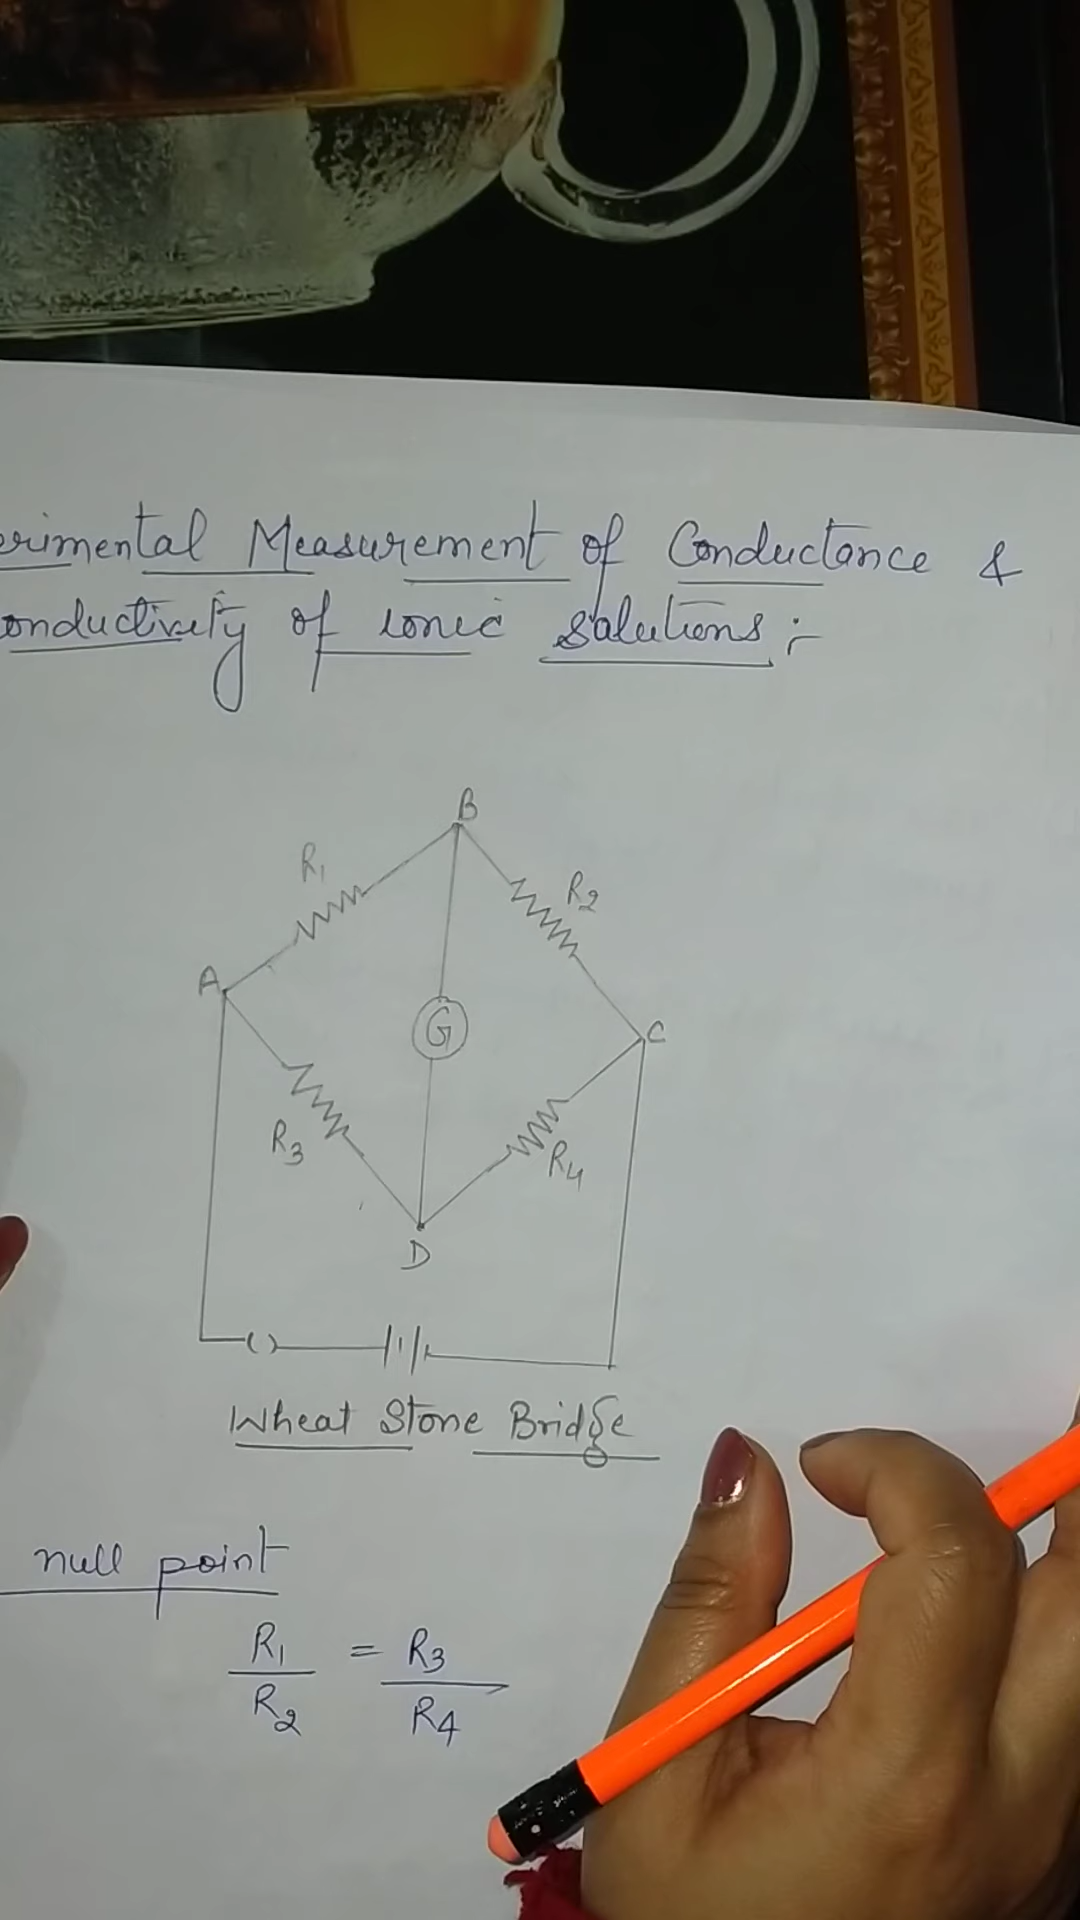 erimental Measurement of Conductance &
onductivity of ionic Solutions :-
B
R1
R2
A
G
C
R3
R4
D
Wheat Stone Bridge
null point
R1 = R3
R2 R4